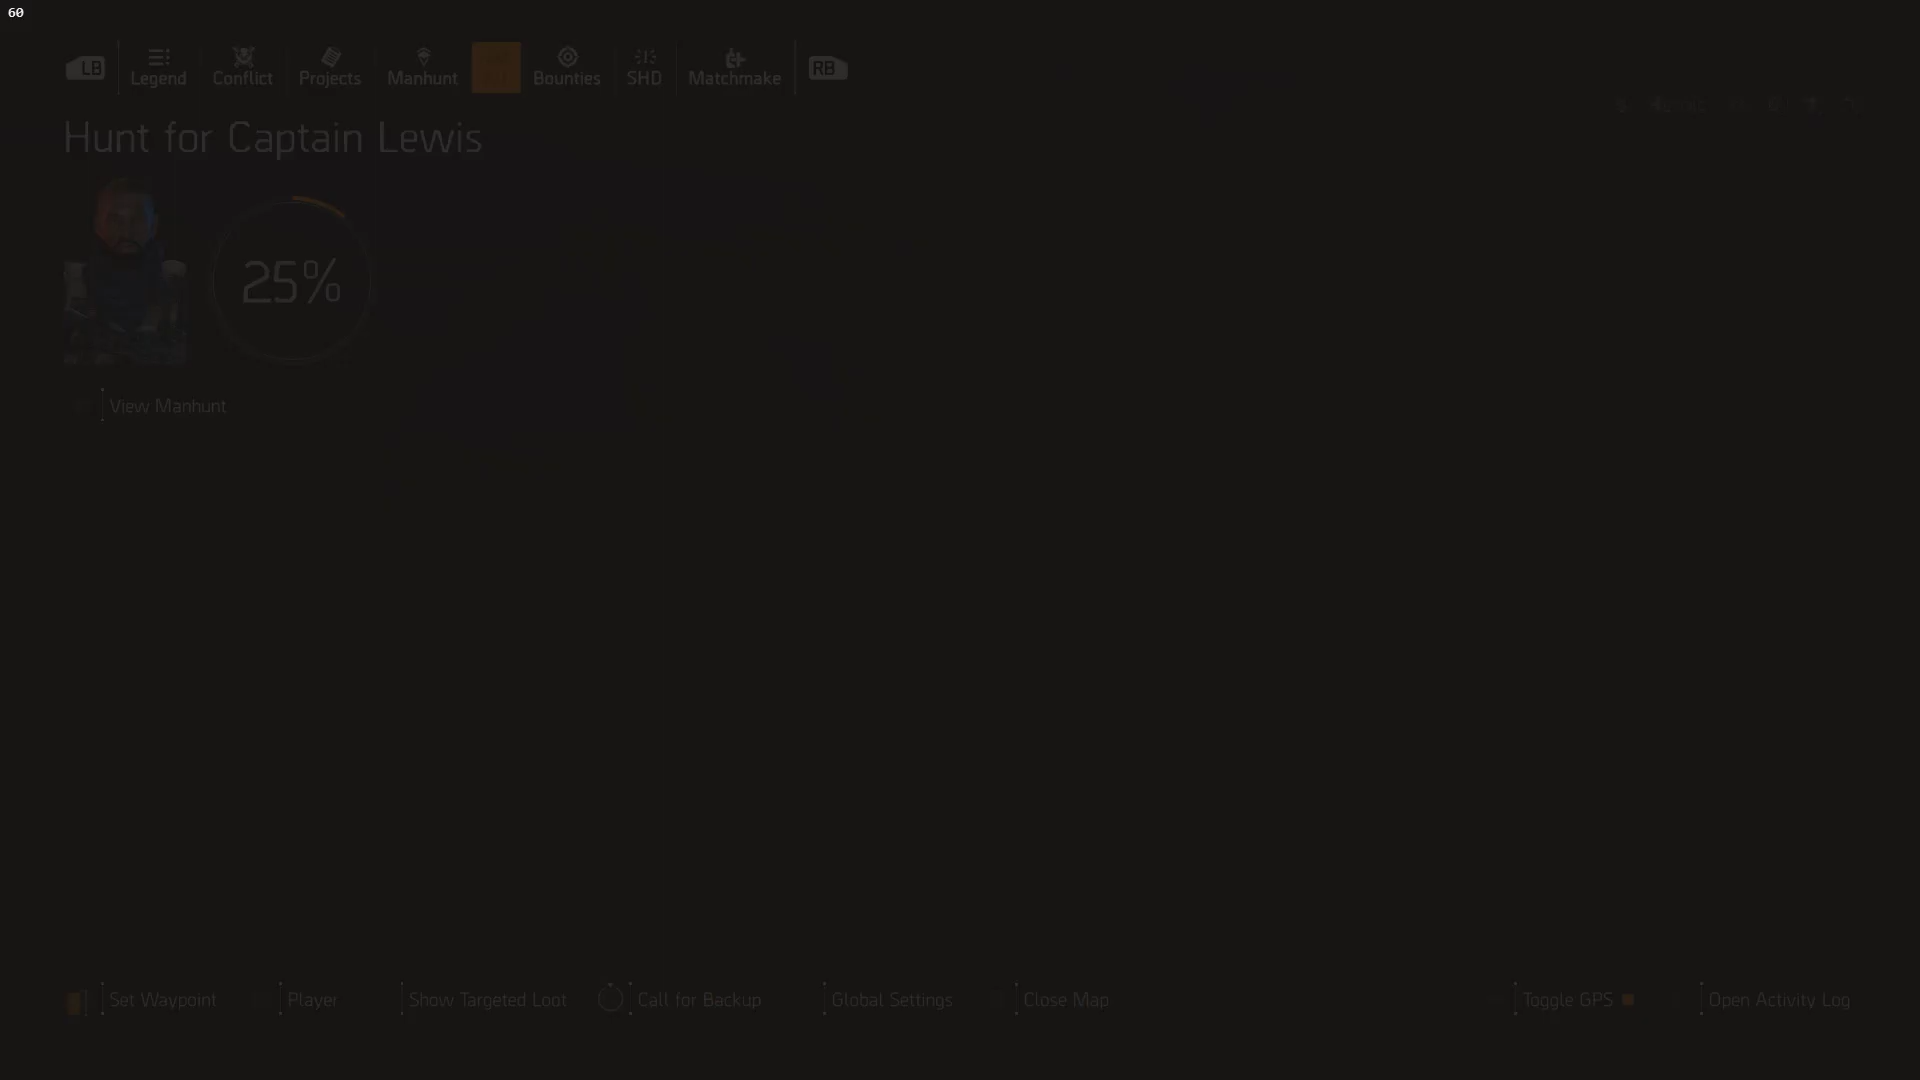 60
LB Legend Conflict Projects Manhunt Bounties SHD Matchmake RB
Hunt for Captain Lewis
25%
View Manhunt
Set Waypoint Player Show Targeted Loot Call for Backup Global Settings Close Map Toggle GPS Open Activity Log